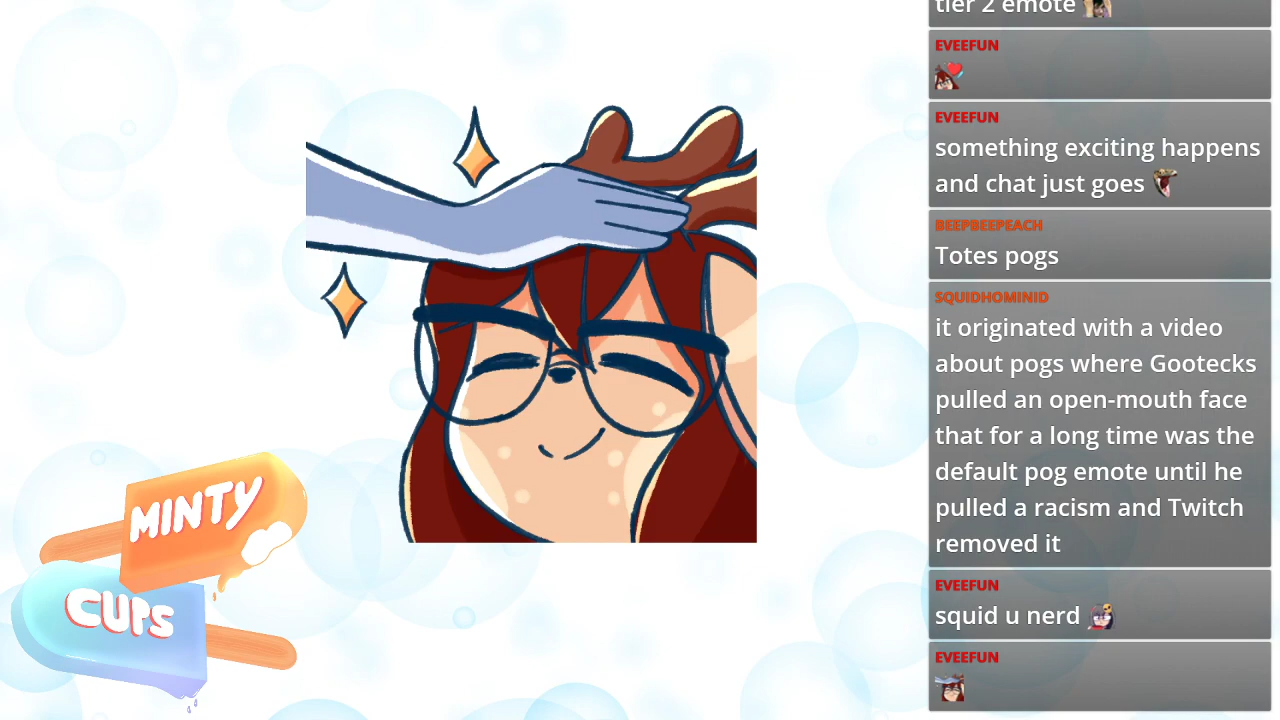 MINTY
CUPS
tier 2 emote
EVEEFUN
EVEEFUN
something exciting happens
and chat just goes
BEEPBEEPEACH
Totes pogs
SQUIDHOMINID
it originated with a video
about pogs where Gootecks
pulled an open-mouth face
that for a long time was the
default pog emote until he
pulled a racism and Twitch
removed it
EVEEFUN
squid u nerd
EVEEFUN